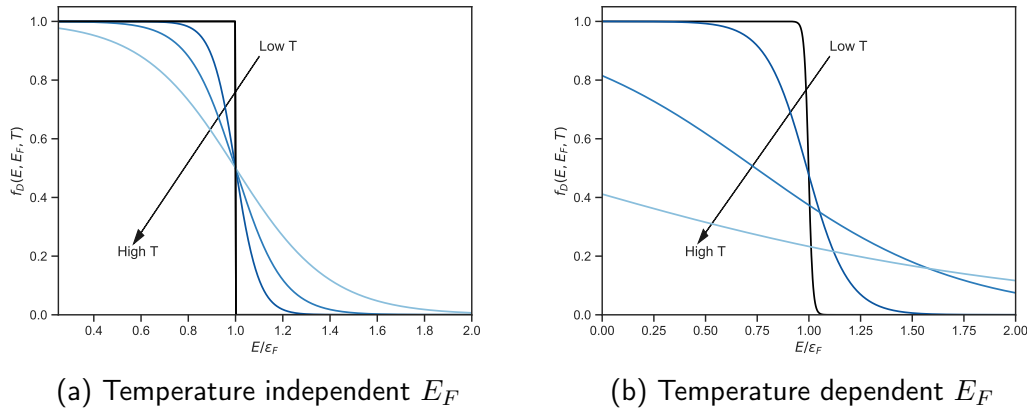 1.0
0.8
0.6
0.4
0.2
0.0
f_D(E, E_F, T)
Low T
High T
0.4 0.6 0.8 1.0 1.2 1.4 1.6 1.8 2.0
E/ε_F
(a) Temperature independent E_F
1.0
0.8
0.6
0.4
0.2
0.0
f_D(E, E_F, T)
Low T
High T
0.00 0.25 0.50 0.75 1.00 1.25 1.50 1.75 2.00
E/ε_F
(b) Temperature dependent E_F